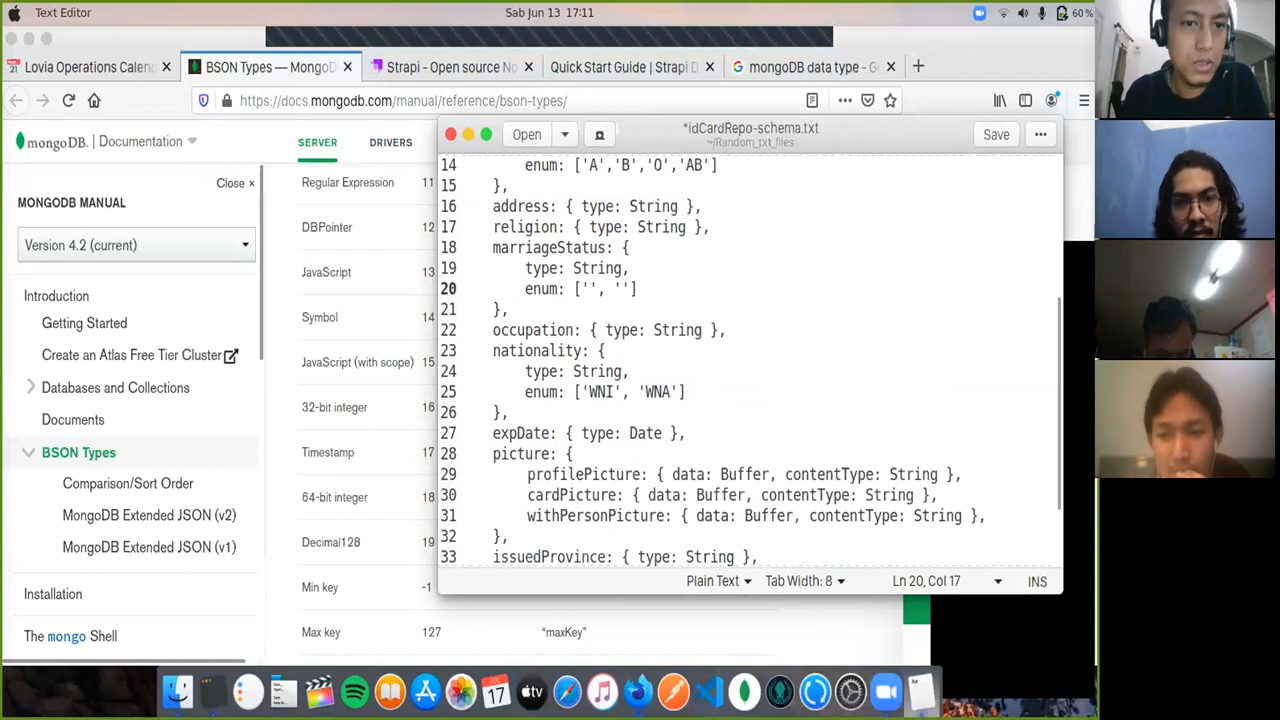 Text Editor
Sab Jun 13 17:11
60 %
Lovia Operations Calend
BSON Types — MongoD
Strapi - Open source No
Quick Start Guide | Strapi D
mongoDB data type - Go
https://docs.mongodb.com/manual/reference/bson-types/
mongoDB | Documentation
SERVER
DRIVERS
Close ×
MONGODB MANUAL
Version 4.2 (current)
Introduction
Getting Started
Create an Atlas Free Tier Cluster
Databases and Collections
Documents
BSON Types
Comparison/Sort Order
MongoDB Extended JSON (v2)
MongoDB Extended JSON (v1)
Installation
The mongo Shell
Regular Expression 11
DBPointer 12
JavaScript 13
Symbol 14
JavaScript (with scope) 15
32-bit integer 16
Timestamp 17
64-bit integer 18
Decimal128 19
Min key -1
Max key 127 “maxKey”
Open
*idCardRepo-schema.txt
~/Random_txt_files
Save
14 enum: ['A','B','O','AB']
15 },
16 address: { type: String },
17 religion: { type: String },
18 marriageStatus: {
19 type: String,
20 enum: ['', '']
21 },
22 occupation: { type: String },
23 nationality: {
24 type: String,
25 enum: ['WNI', 'WNA']
26 },
27 expDate: { type: Date },
28 picture: {
29 profilePicture: { data: Buffer, contentType: String },
30 cardPicture: { data: Buffer, contentType: String },
31 withPersonPicture: { data: Buffer, contentType: String },
32 },
33 issuedProvince: { type: String },
Plain Text
Tab Width: 8
Ln 20, Col 17
INS
JUL
17
tv